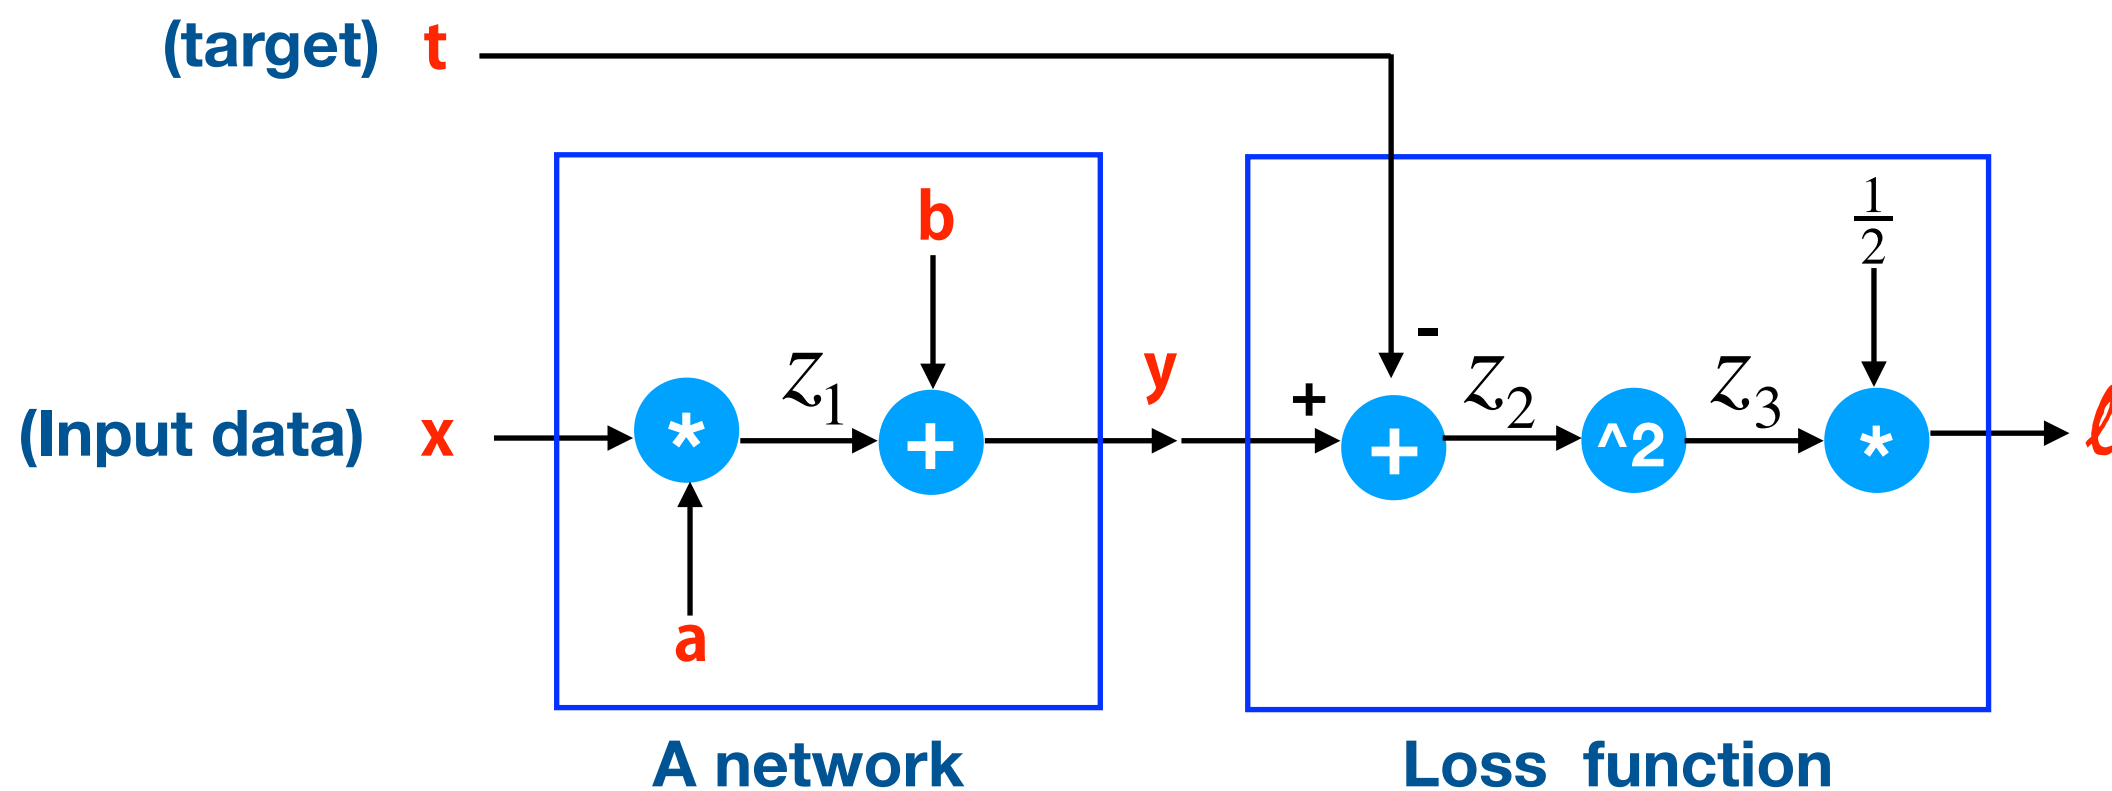 (target) t
b
1
2
-
(Input data) x
*
z1
+
y
+
+
z2
^2
z3
*
ℓ
a
A network
Loss function